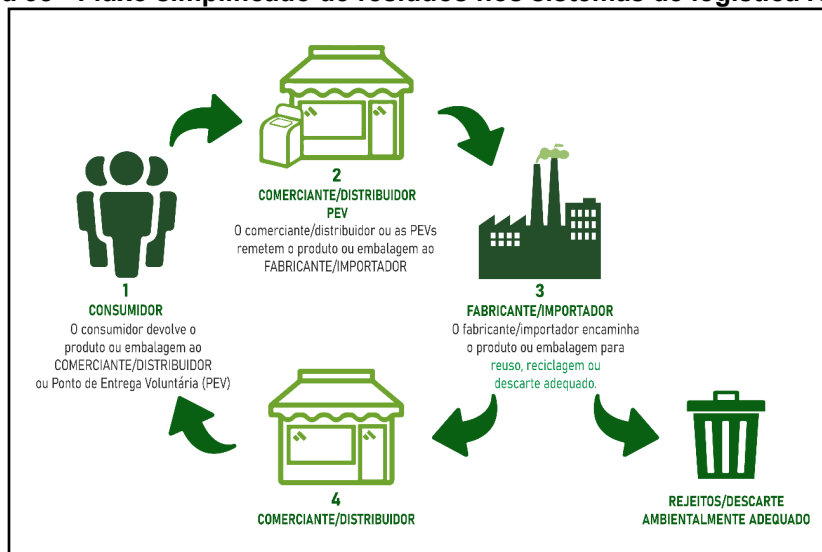 2
COMERCIANTE/DISTRIBUIDOR
PEV
O comerciante/distribuidor ou as PEVs
remetem o produto ou embalagem ao
FABRICANTE/IMPORTADOR
1
CONSUMIDOR
O consumidor devolve o
produto ou embalagem ao
COMERCIANTE/DISTRIBUIDOR
ou Ponto de Entrega Voluntária (PEV)
3
FABRICANTE/IMPORTADOR
O fabricante/importador encaminha
o produto ou embalagem para
reuso, reciclagem ou
descarte adequado.
4
COMERCIANTE/DISTRIBUIDOR
REJEITOS/DESCARTE
AMBIENTALMENTE ADEQUADO